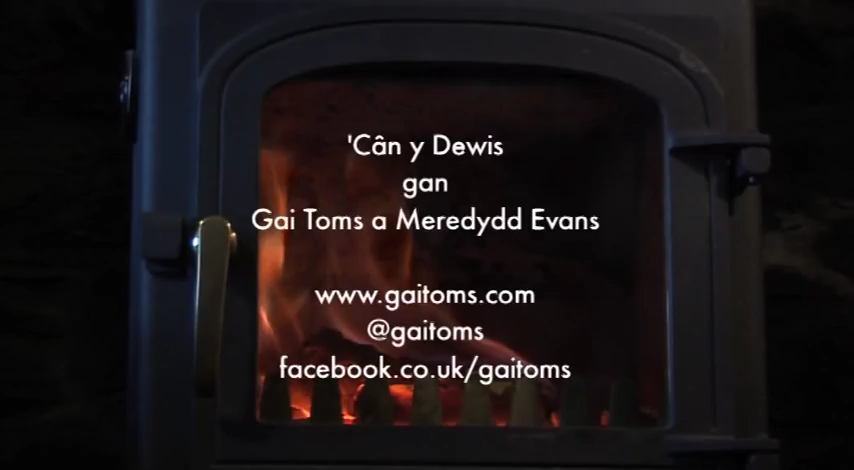 'Cân y Dewis
gan
Gai Toms a Meredydd Evans
www.gaitoms.com
@gaitoms
facebook.co.uk/gaitoms